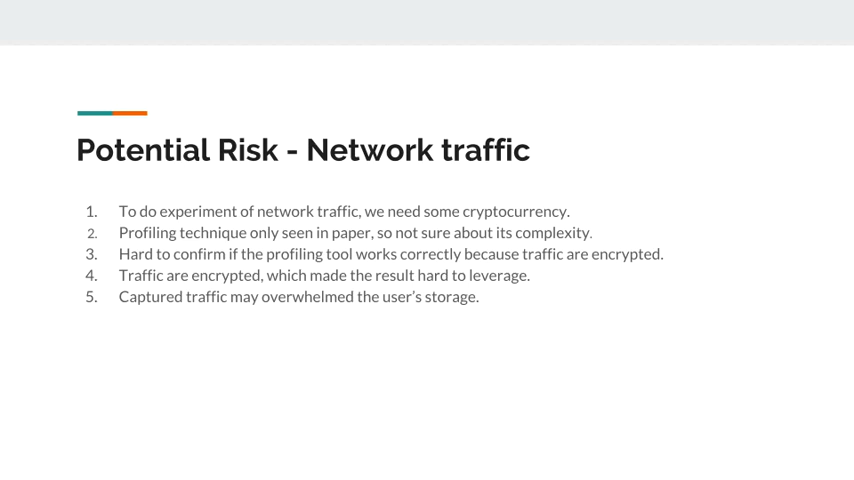 Potential Risk - Network traffic
1. To do experiment of network traffic, we need some cryptocurrency.
2. Profiling technique only seen in paper, so not sure about its complexity.
3. Hard to confirm if the profiling tool works correctly because traffic are encrypted.
4. Traffic are encrypted, which made the result hard to leverage.
5. Captured traffic may overwhelmed the user's storage.